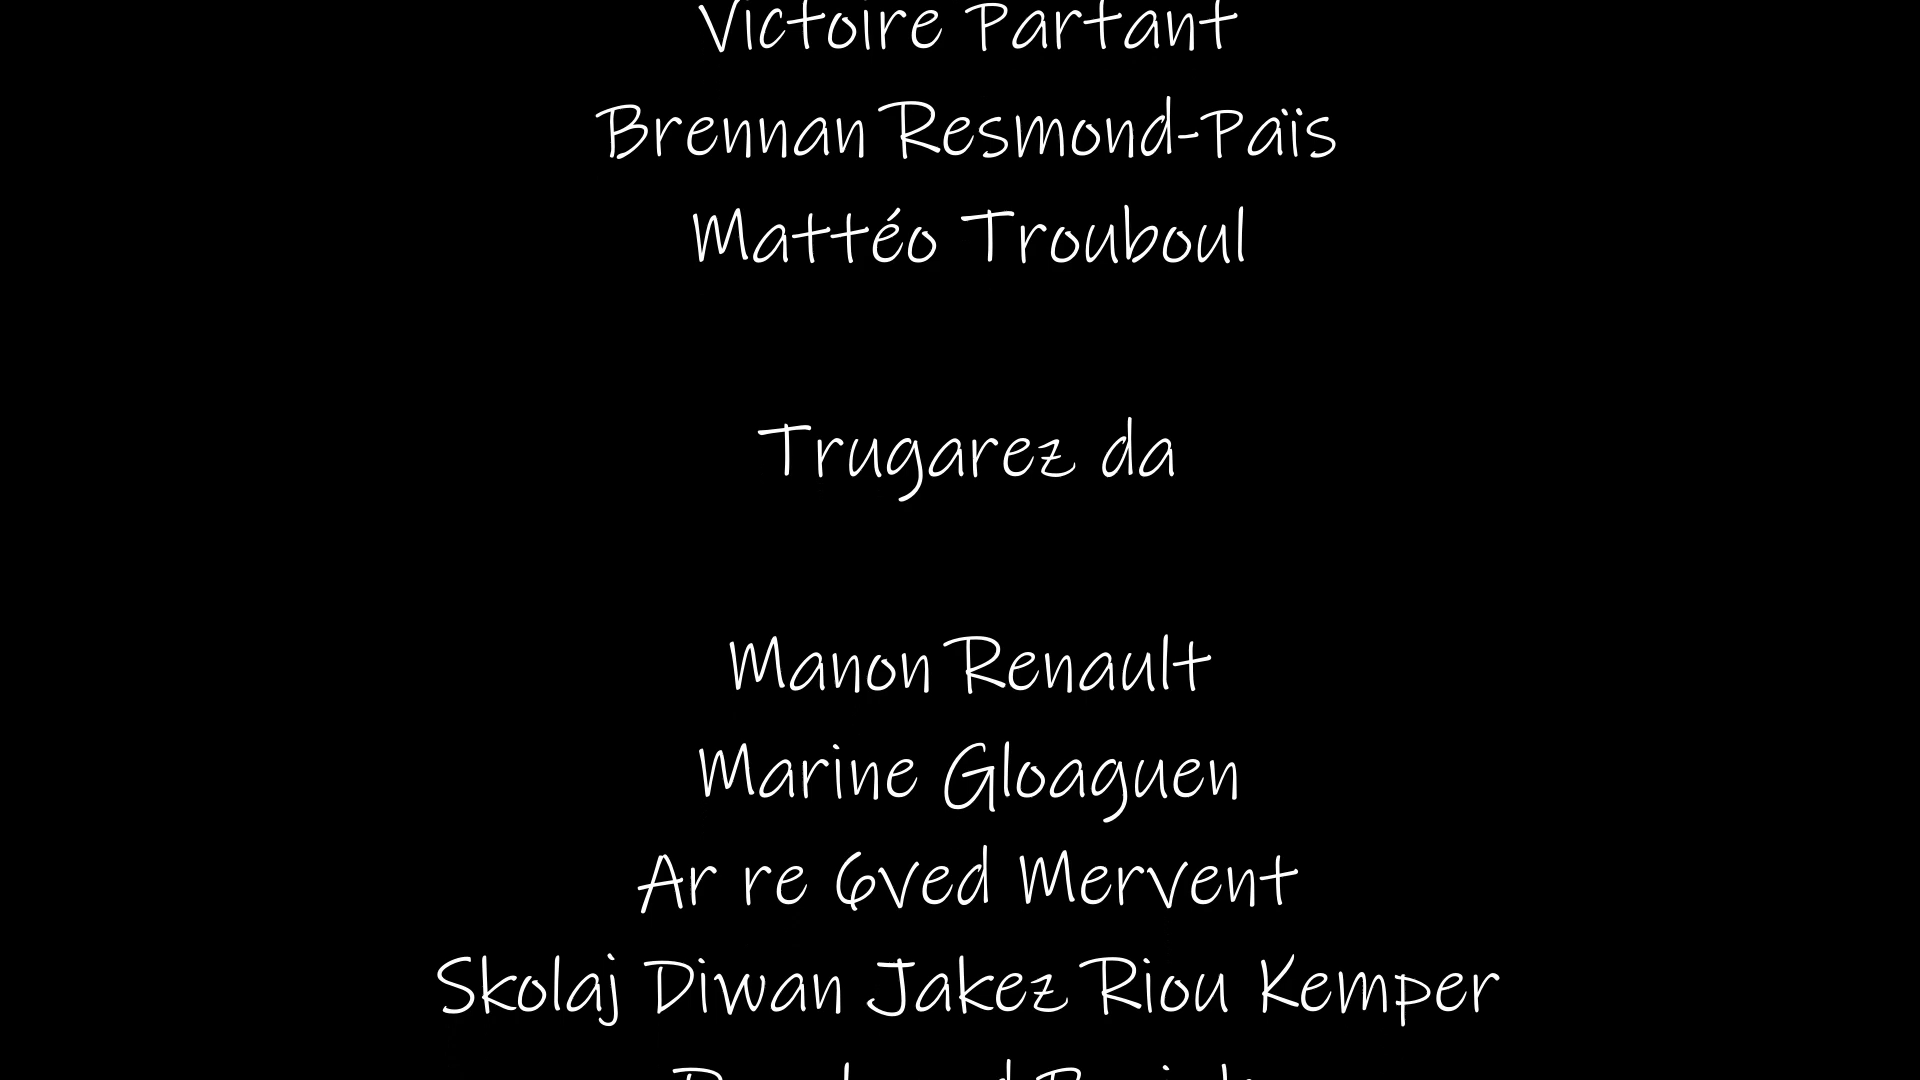 Victoire Partant
Brennan Resmond-Païs
Mattéo Trouboul
Trugarez da
Manon Renault
Marine Gloaguen
Ar re 6ved Mervent
Skolaj Diwan Jakez Riou Kemper